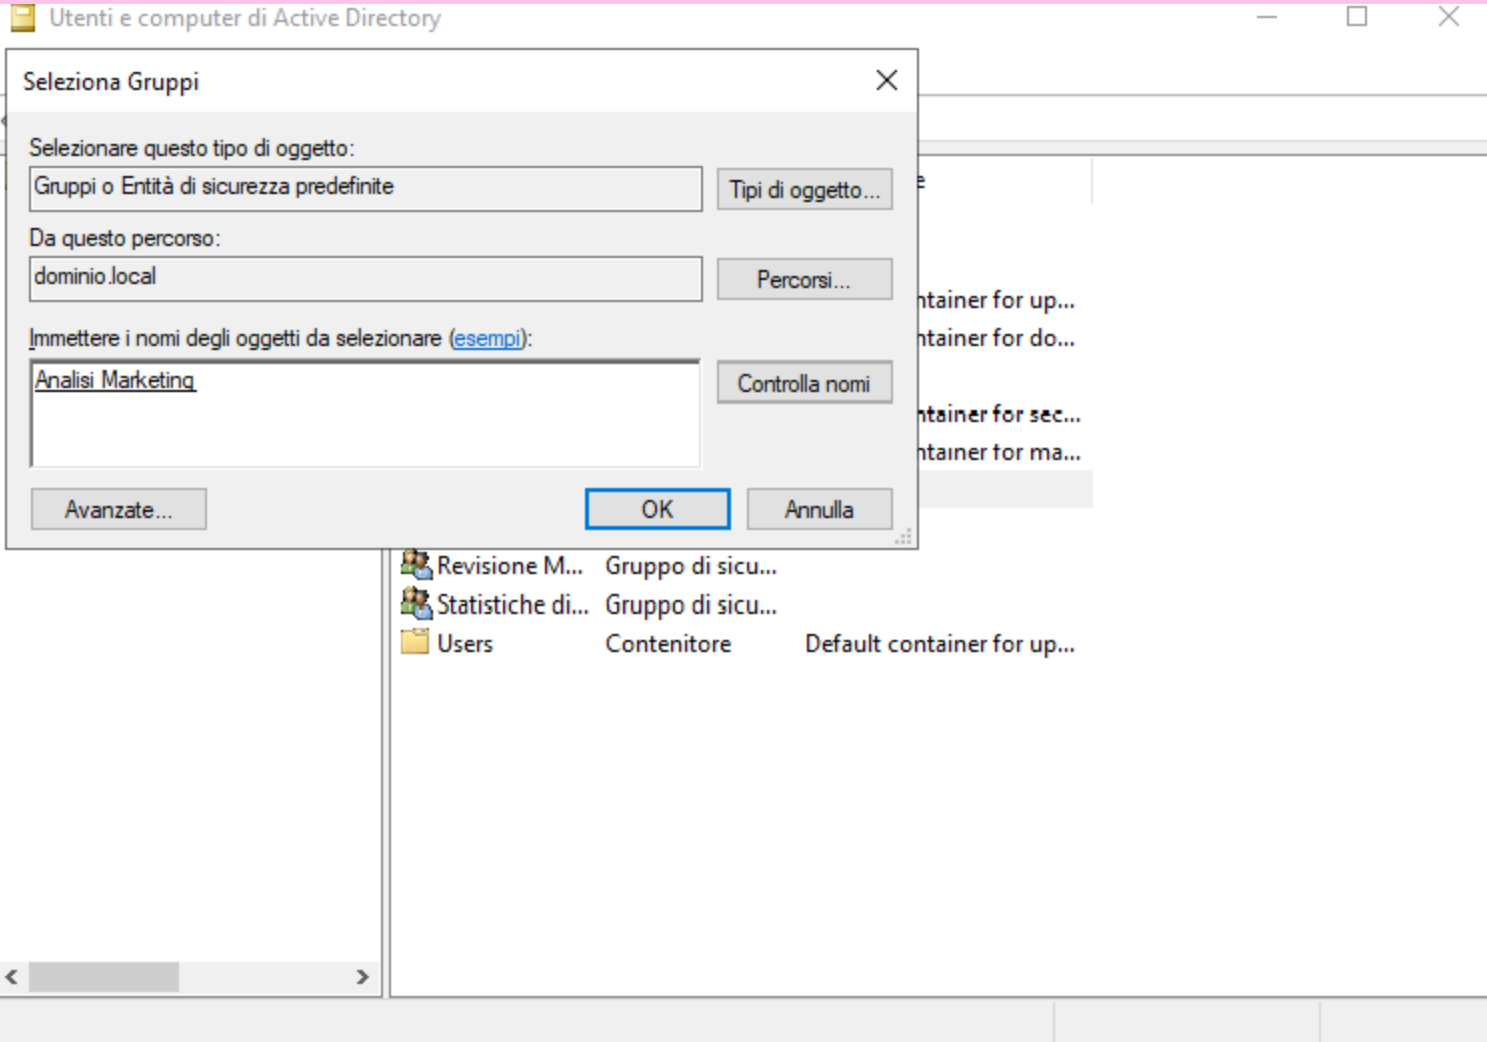 Utenti e computer di Active Directory
Seleziona Gruppi
Selezionare questo tipo di oggetto:
Gruppi o Entità di sicurezza predefinite
Tipi di oggetto...
Da questo percorso:
dominio.local
Percorsi...
Immettere i nomi degli oggetti da selezionare (esempi):
Analisi Marketing
Controlla nomi
Avanzate...
OK
Annulla
ntainer for up...
ntainer for do...
ntainer for sec...
ntainer for ma...
Revisione M... Gruppo di sicu...
Statistiche di... Gruppo di sicu...
Users Contenitore Default container for up...